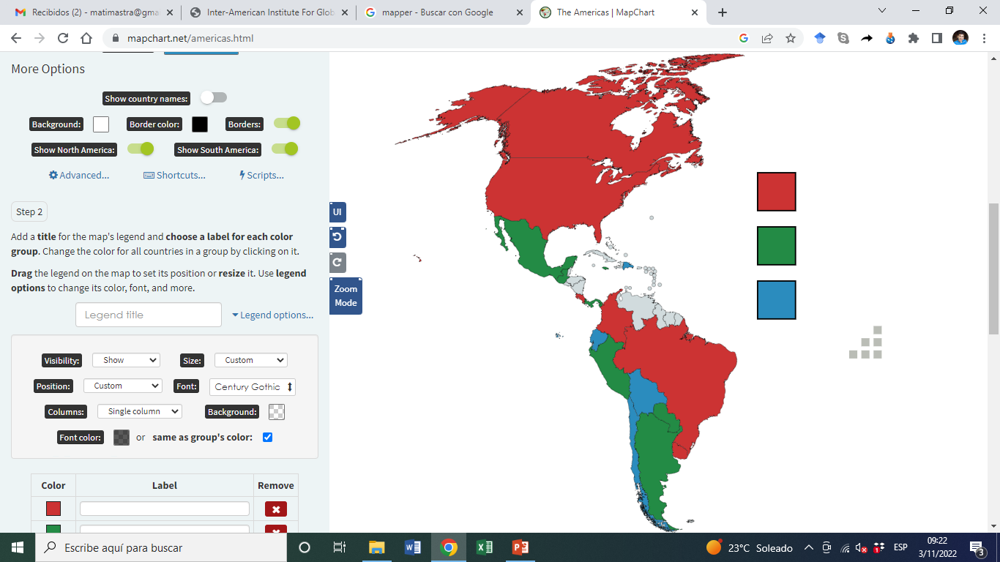 Recibidos (2) - matimastra@gma
Inter-American Institute For Glob
mapper - Buscar con Google
The Americas | MapChart
mapchart.net/americas.html
More Options
Show country names:
Background: Border color: Borders:
Show North America: Show South America:
Advanced... Shortcuts... Scripts...
Step 2
Add a title for the map's legend and choose a label for each color
group. Change the color for all countries in a group by clicking on it.
Drag the legend on the map to set its position or resize it. Use legend
options to change its color, font, and more.
Legend title Legend options...
Visibility: Show Size: Custom
Position: Custom Font: Century Gothic
Columns: Single column Background:
Font color: or same as group's color:
Color Label Remove
UI
Zoom
Mode
Escribe aquí para buscar
23°C Soleado
ESP
09:22
3/11/2022
3